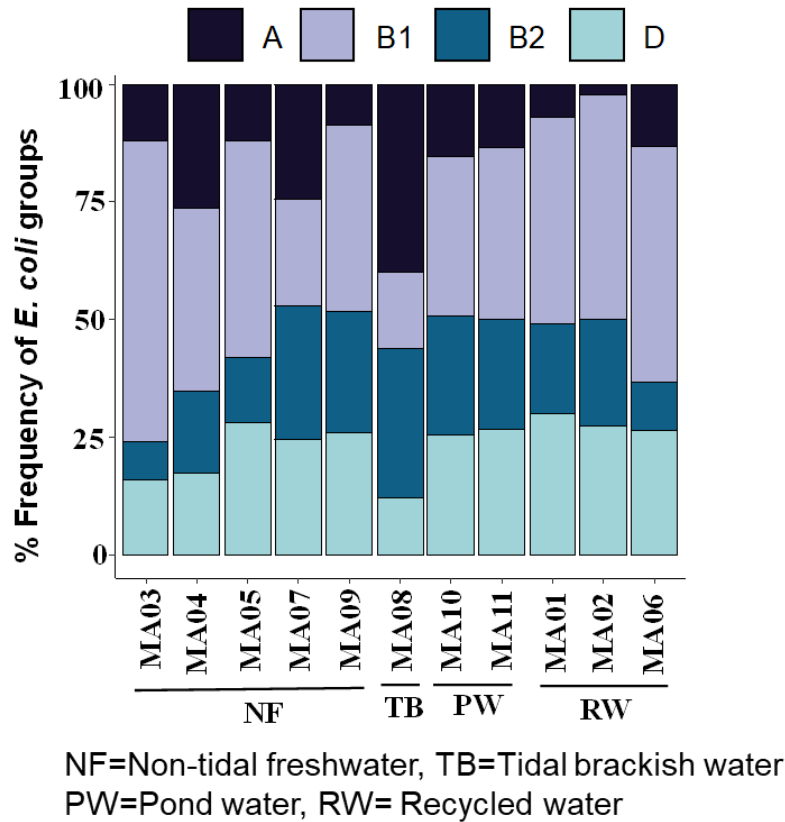 A B1 B2 D
% Frequency of E. coli groups
100
75
50
25
0
MA03 MA04 MA05 MA07 MA09 MA08 MA10 MA11 MA01 MA02 MA06
NF TB PW RW
NF=Non-tidal freshwater, TB=Tidal brackish water
PW=Pond water, RW= Recycled water